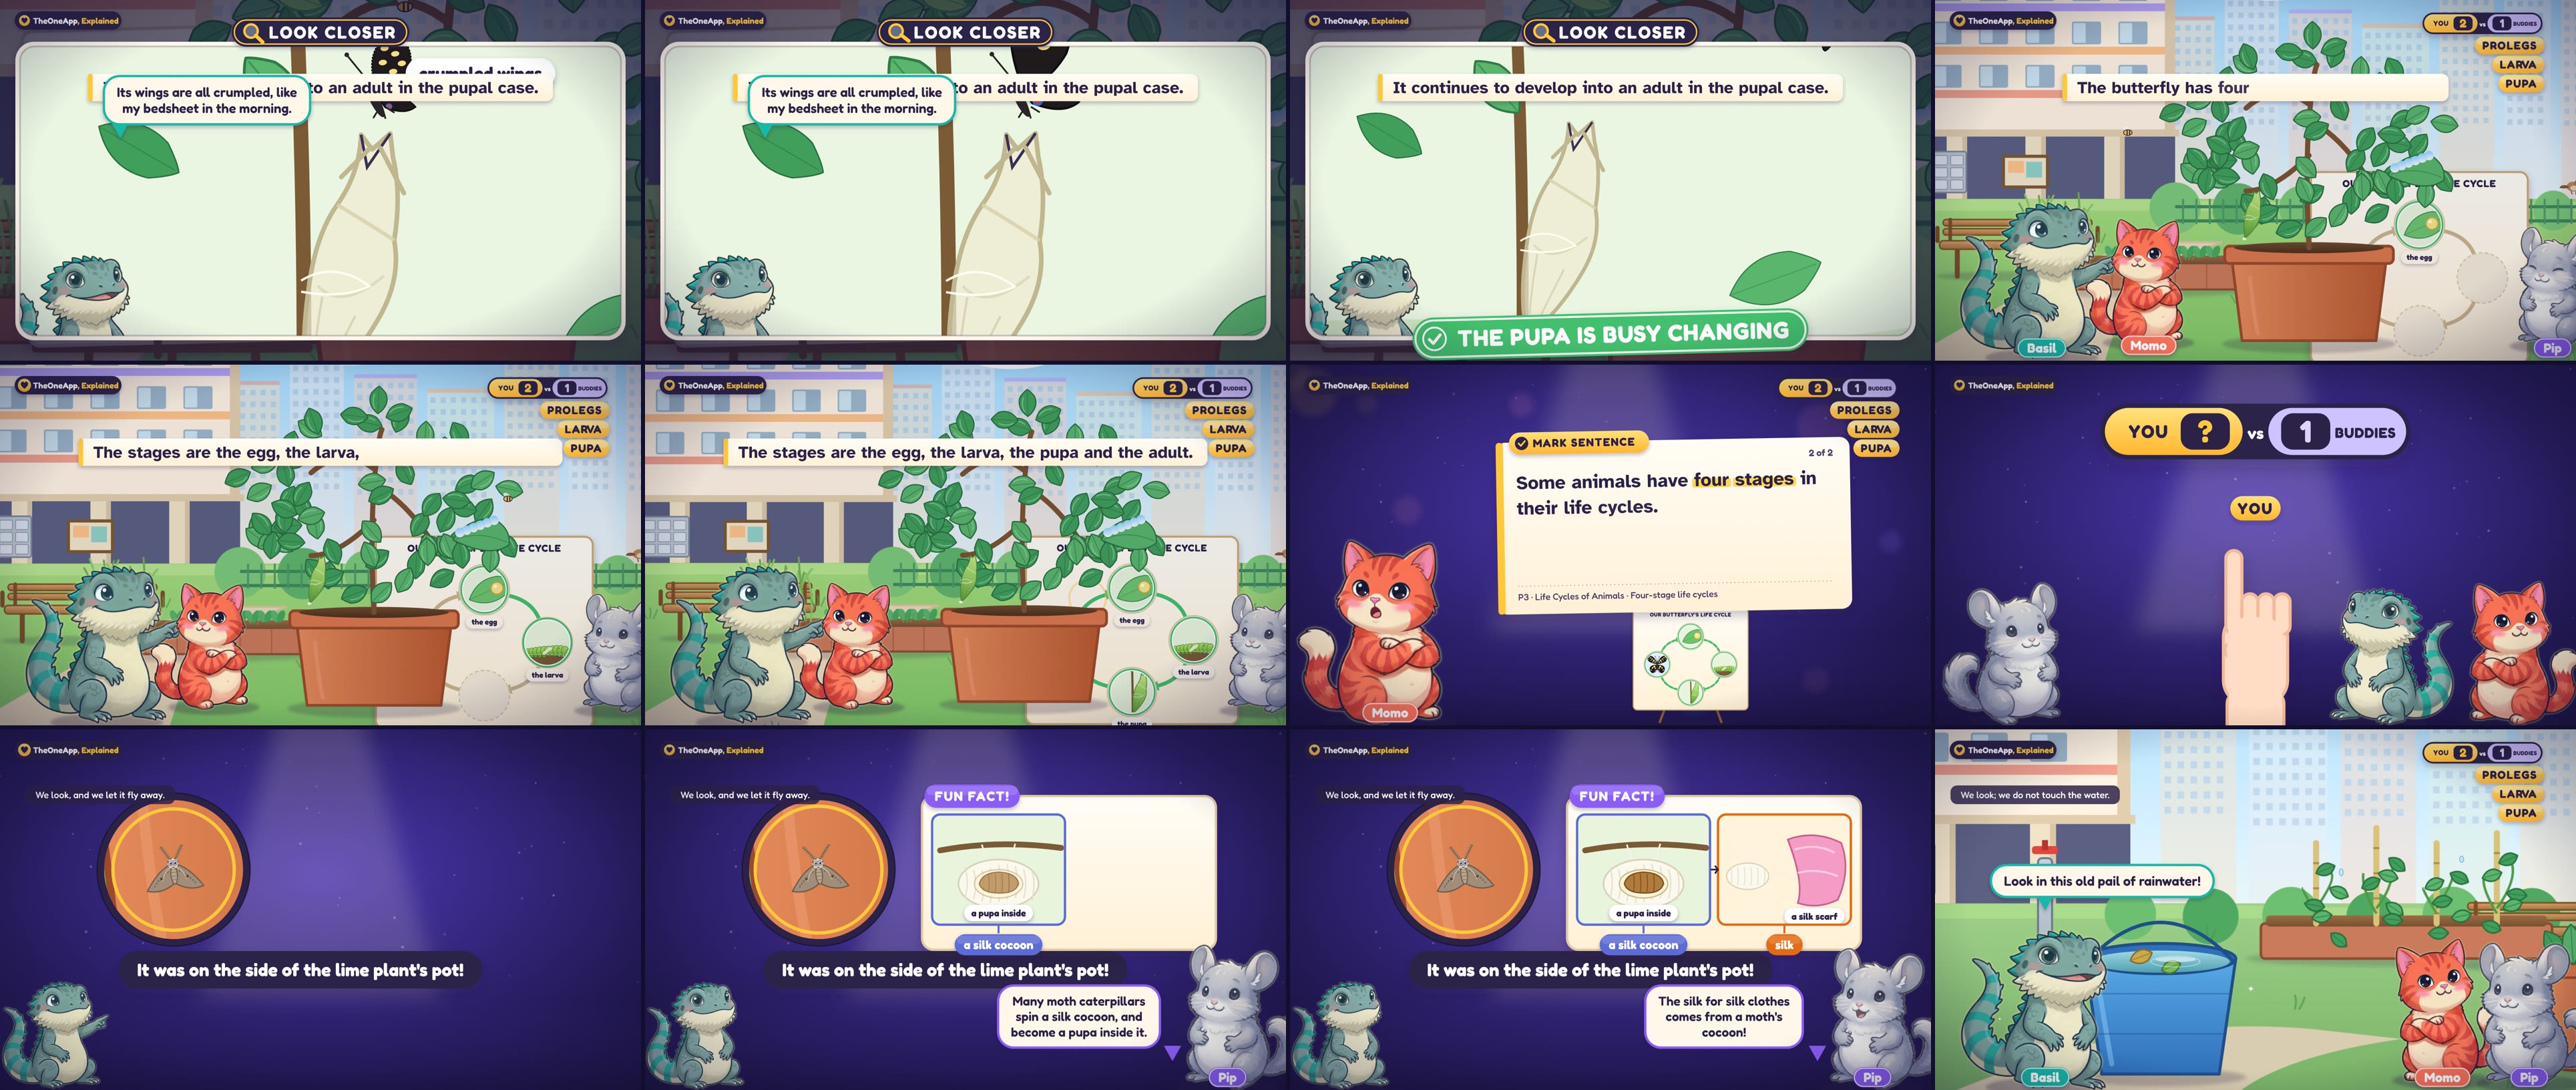 TheOneApp, Explained
LOOK CLOSER
crumpled wings
to an adult in the pupal case.
Its wings are all crumpled, like
my bedsheet in the morning.
TheOneApp, Explained
LOOK CLOSER
to an adult in the pupal case.
Its wings are all crumpled, like
my bedsheet in the morning.
TheOneApp, Explained
LOOK CLOSER
It continues to develop into an adult in the pupal case.
THE PUPA IS BUSY CHANGING
TheOneApp, Explained
YOU 2 vs 1 BUDDIES
PROLEGS
LARVA
PUPA
The butterfly has four
E CYCLE
the egg
Basil
Momo
Pip
TheOneApp, Explained
YOU 2 vs 1 BUDDIES
PROLEGS
LARVA
PUPA
The stages are the egg, the larva,
E CYCLE
the egg
the larva
TheOneApp, Explained
YOU 2 vs 1 BUDDIES
PROLEGS
LARVA
PUPA
The stages are the egg, the larva, the pupa and the adult.
E CYCLE
the egg
the larva
the pupa
TheOneApp, Explained
YOU 2 vs 1 BUDDIES
PROLEGS
LARVA
PUPA
MARK SENTENCE
2 of 2
Some animals have four stages in
their life cycles.
P3 · Life Cycles of Animals · Four-stage life cycles
OUR BUTTERFLY'S LIFE CYCLE
Momo
TheOneApp, Explained
YOU ? vs 1 BUDDIES
YOU
TheOneApp, Explained
We look, and we let it fly away.
It was on the side of the lime plant's pot!
TheOneApp, Explained
We look, and we let it fly away.
FUN FACT!
a pupa inside
a silk cocoon
It was on the side of the lime plant's pot!
Many moth caterpillars
spin a silk cocoon, and
become a pupa inside it.
Pip
TheOneApp, Explained
We look, and we let it fly away.
FUN FACT!
a pupa inside
a silk scarf
a silk cocoon
silk
It was on the side of the lime plant's pot!
The silk for silk clothes
comes from a moth's
cocoon!
Pip
TheOneApp, Explained
YOU 2 vs 1 BUDDIES
PROLEGS
LARVA
PUPA
We look; we do not touch the water.
Look in this old pail of rainwater!
Basil
Momo
Pip